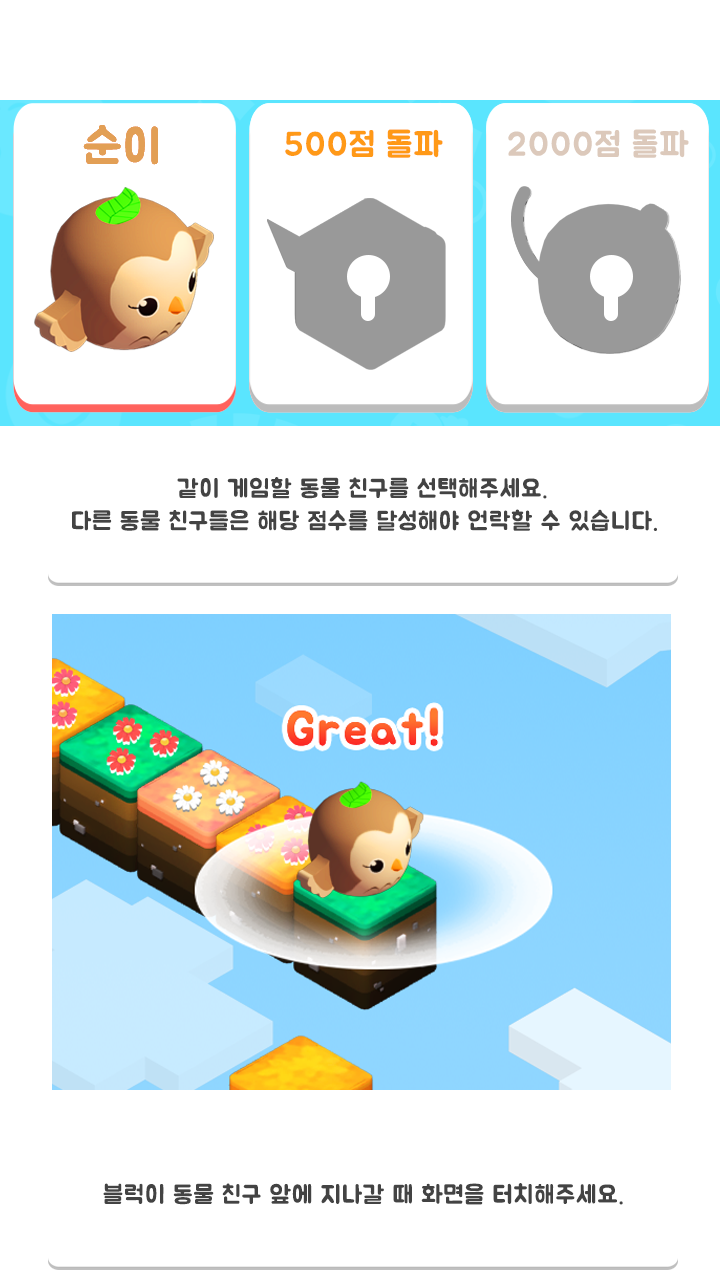 순이
500점 돌파
2000점 돌파
같이 게임할 동물 친구를 선택해주세요.
다른 동물 친구들은 해당 점수를 달성해야 언락할 수 있습니다.
Great!
블럭이 동물 친구 앞에 지나갈 때 화면을 터치해주세요.